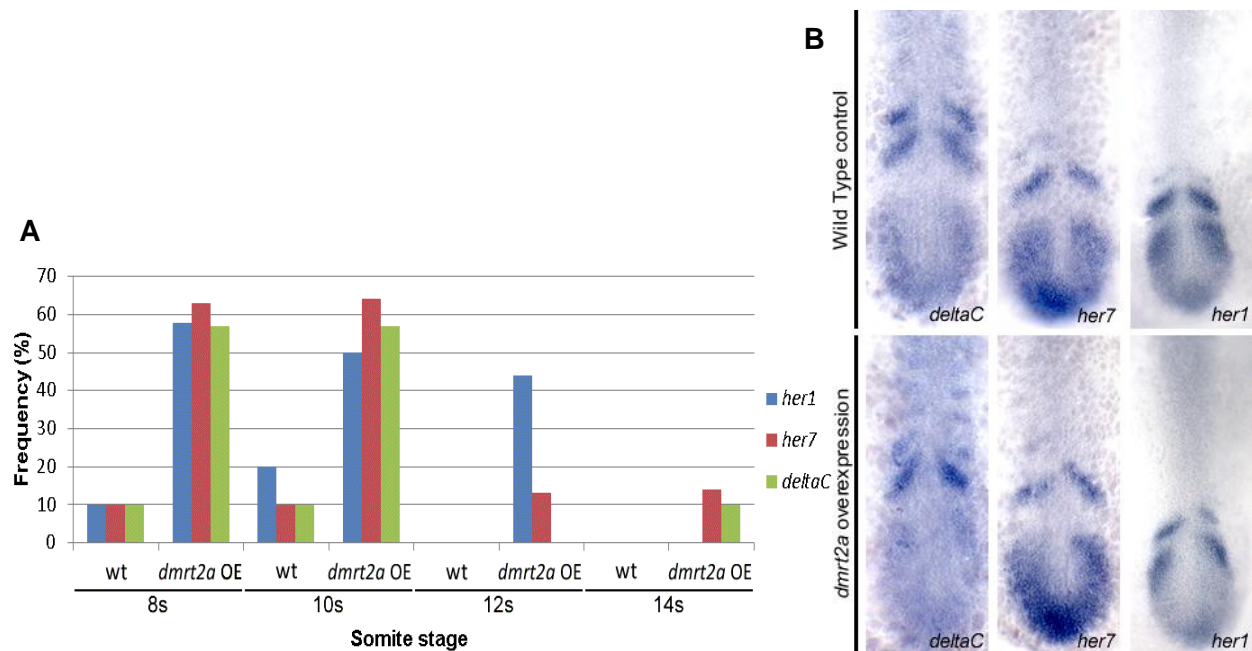 A
Frequency (%)
70
60
50
40
30
20
10
0
wt
dmrt2a OE
wt
dmrt2a OE
wt
dmrt2a OE
wt
dmrt2a OE
8s
10s
12s
14s
Somite stage
her1
her7
deltaC
B
Wild Type control
deltaC
her7
her1
dmrt2a overexpression
deltaC
her7
her1